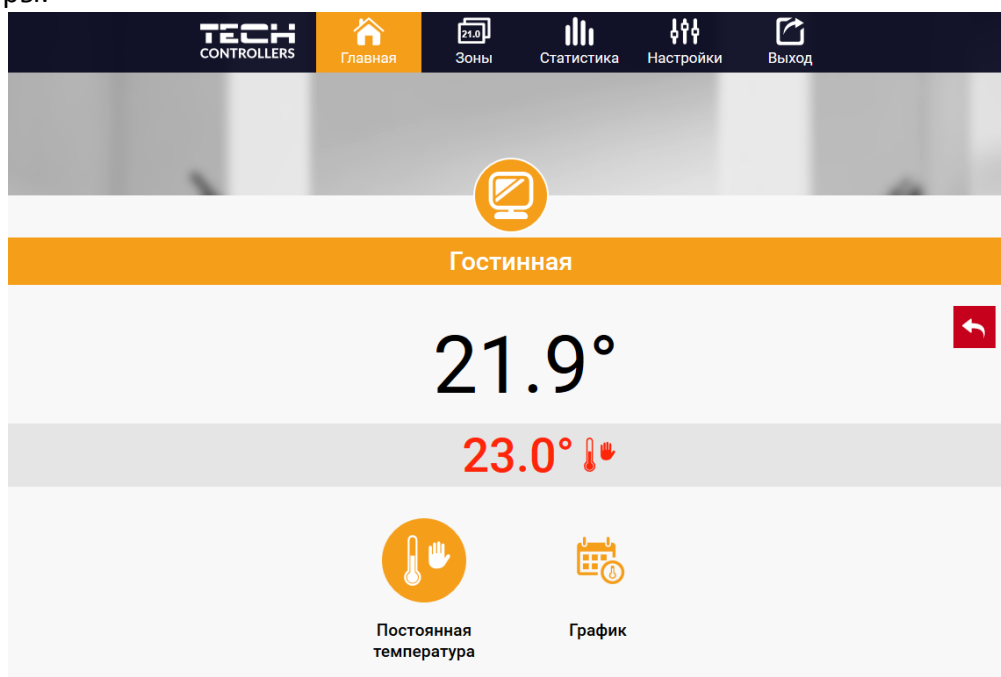 TECH
CONTROLLERS
Главная
21.0
Зоны
Статистика
Настройки
Выход
Гостинная
21.9°
23.0°
Постоянная
температура
График